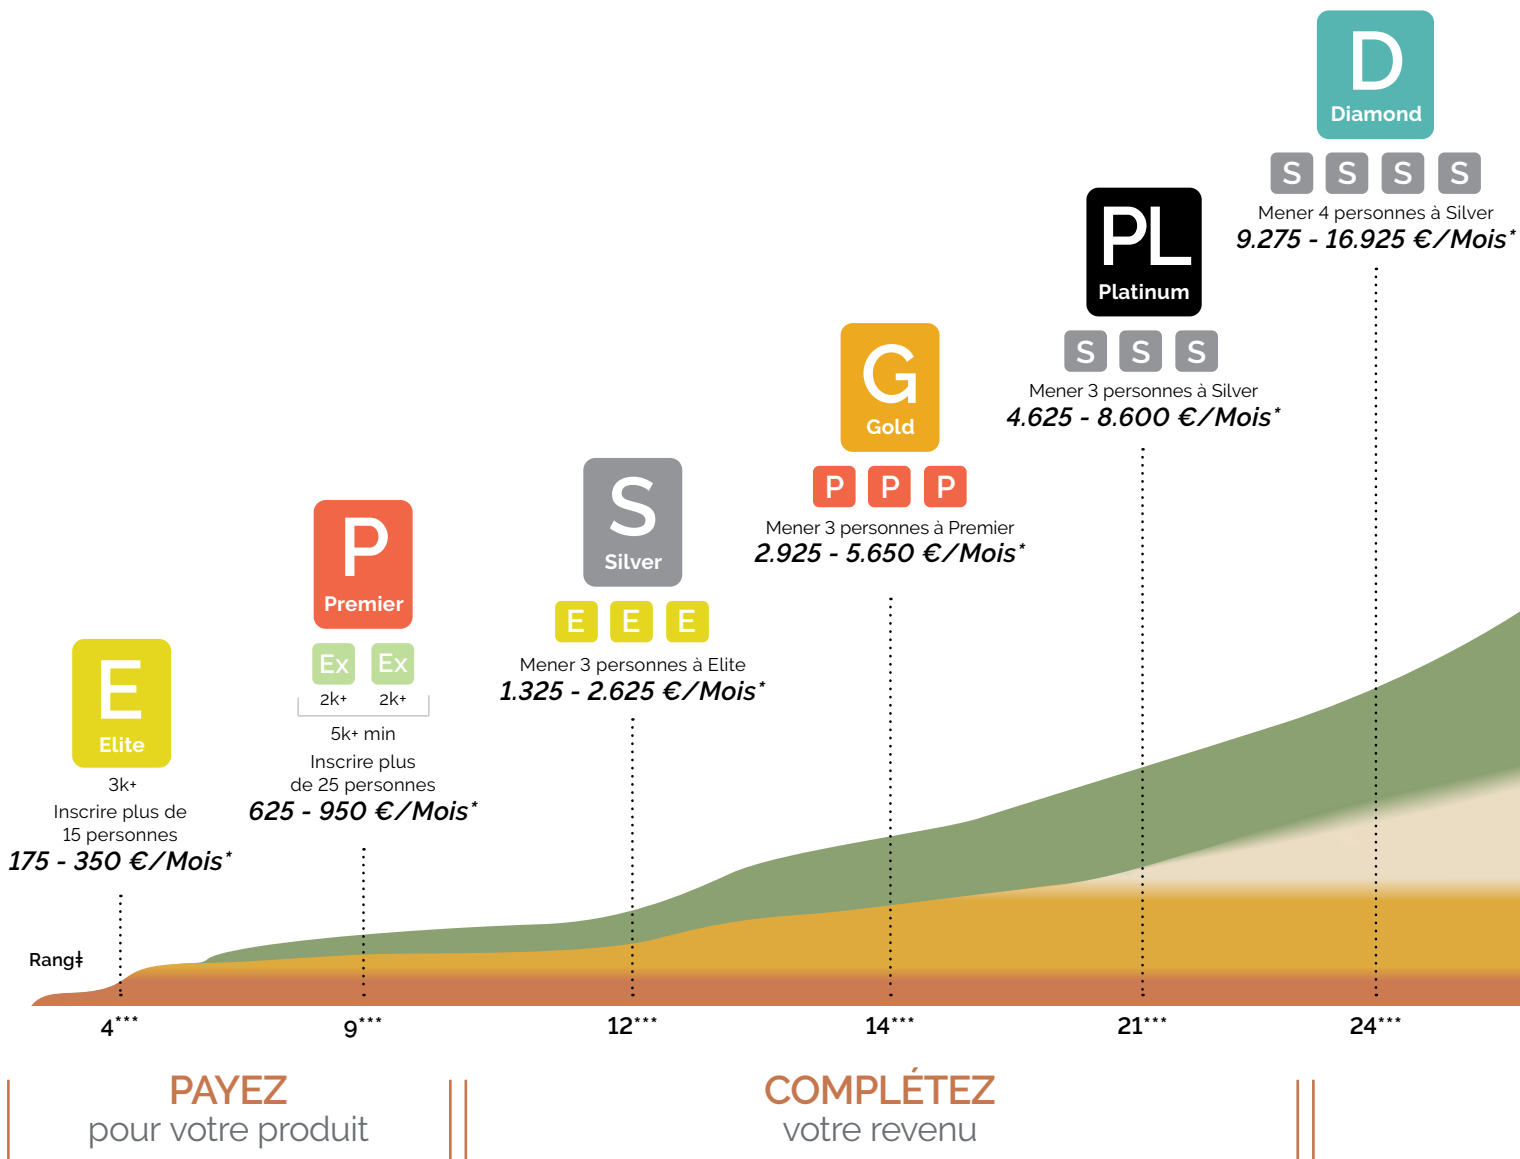 D
Diamond
S S S S
Mener 4 personnes à Silver
9.275 - 16.925 €/Mois*
PL
Platinum
S S S
Mener 3 personnes à Silver
4.625 - 8.600 €/Mois*
G
Gold
P P P
Mener 3 personnes à Premier
2.925 - 5.650 €/Mois*
S
Silver
E E E
Mener 3 personnes à Elite
1.325 - 2.625 €/Mois*
P
Premier
Ex Ex
2k+ 2k+
5k+ min
Inscrire plus
de 25 personnes
625 - 950 €/Mois*
E
Elite
3k+
Inscrire plus de
15 personnes
175 - 350 €/Mois*
Rang‡
4*** 9*** 12*** 14*** 21*** 24***
PAYEZ
pour votre produit
COMPLÉTEZ
votre revenu